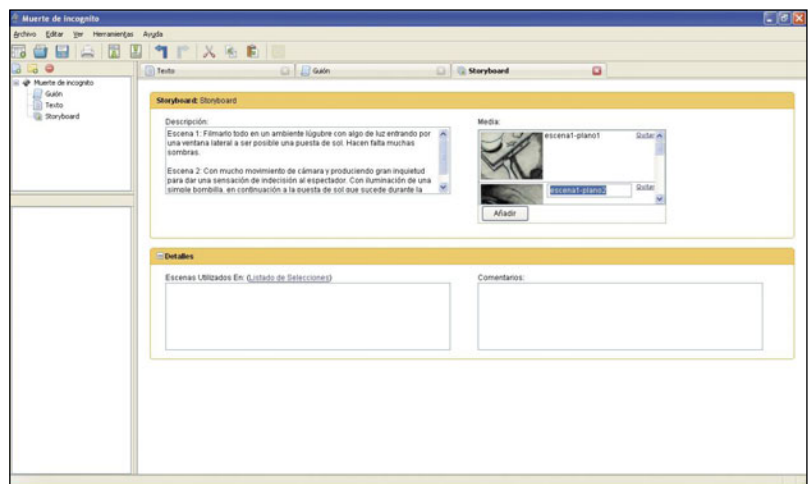 Muerte de incognito
Archivo Editar Ver Herramientas Ayuda
Texto
Guión
Storyboard
Muerte de incognito
Guión
Texto
Storyboard
Storyboard: Storyboard
Descripción:
Escena 1: Filmarlo todo en un ambiente lúgubre con algo de luz entrando por
una ventana lateral a ser posible una puesta de sol. Hacen falta muchas
sombras.
Escena 2: Con mucho movimiento de cámara y produciendo gran inquietud
para dar una sensación de indecisión al espectador. Con iluminación de una
simple bombilla, en continuación a la puesta de sol que sucede durante la
Media:
escena1-plano1
Quitar
escena1-plano2
Quitar
Añadir
Detalles
Escenas Utilizados En: (Listado de Selecciones)
Comentarios: